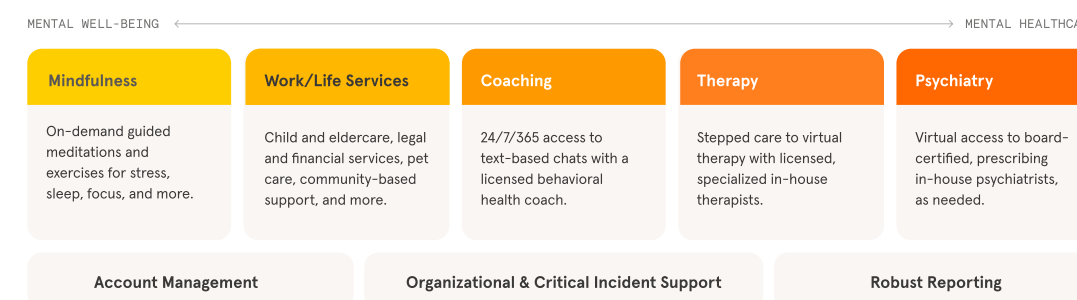 MENTAL WELL-BEING
MENTAL HEALTHCA
Mindfulness
On-demand guided
meditations and
exercises for stress,
sleep, focus, and more.
Work/Life Services
Child and eldercare, legal
and financial services, pet
care, community-based
support, and more.
Coaching
24/7/365 access to
text-based chats with a
licensed behavioral
health coach.
Therapy
Stepped care to virtual
therapy with licensed,
specialized in-house
therapists.
Psychiatry
Virtual access to board-
certified, prescribing
in-house psychiatrists,
as needed.
Account Management
Organizational & Critical Incident Support
Robust Reporting